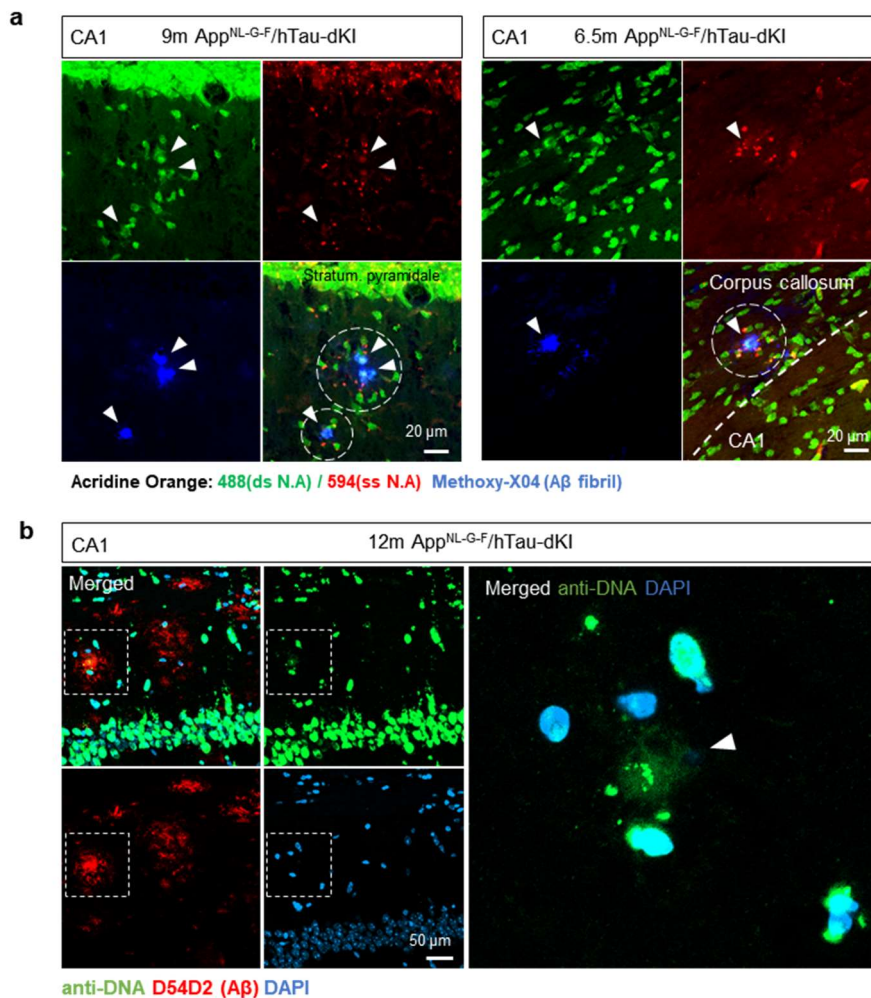 a
CA1 9m App^NL-G-F/hTau-dKI
CA1 6.5m App^NL-G-F/hTau-dKI
Stratum. pyramidale
20 µm
Corpus callosum
CA1
20 µm
Acridine Orange: 488(ds N.A) / 594(ss N.A) Methoxy-X04 (Aβ fibril)
b
CA1 12m App^NL-G-F/hTau-dKI
Merged
50 µm
Merged anti-DNA DAPI
anti-DNA D54D2 (Aβ) DAPI